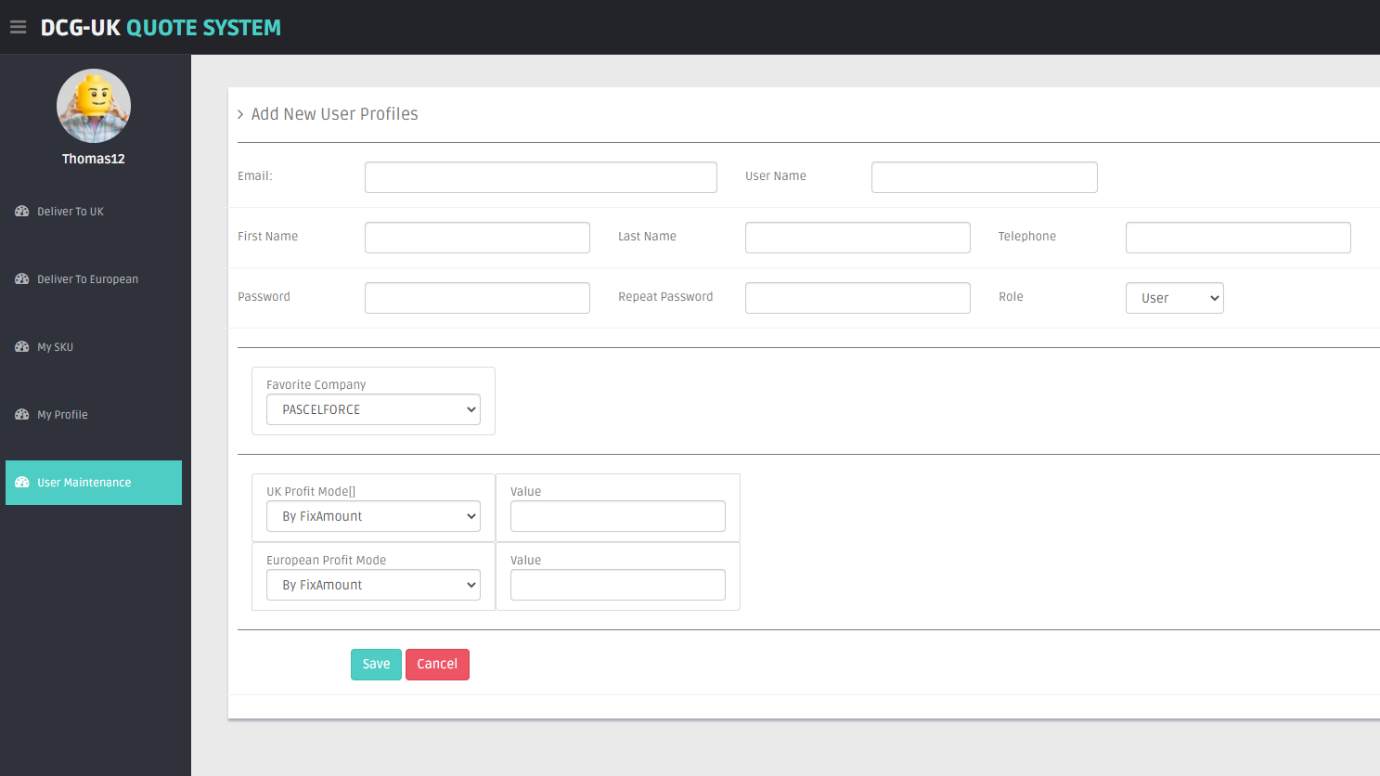 DCG-UK QUOTE SYSTEM
Thomas12
Deliver To UK
Deliver To European
My SKU
My Profile
User Maintenance
Add New User Profiles
Email: User Name
First Name Last Name Telephone
Password Repeat Password Role User
Favorite Company
PASCELFORCE
UK Profit Mode[] Value
By FixAmount
European Profit Mode Value
By FixAmount
Save Cancel